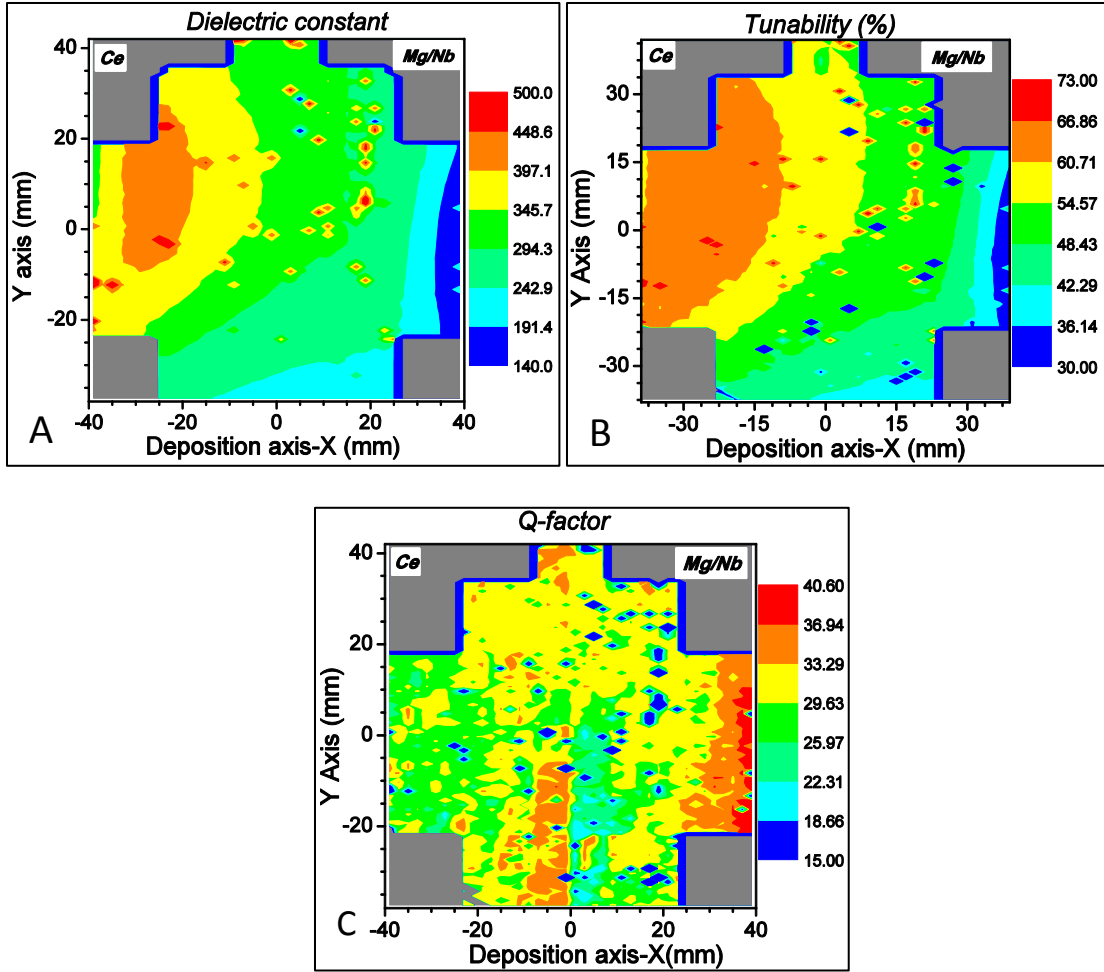 Dielectric constant
Ce
Mg/Nb
40
20
0
-20
Y axis (mm)
-40
-20
0
20
40
Deposition axis-X (mm)
500.0
448.6
397.1
345.7
294.3
242.9
191.4
140.0
A
Tunability (%)
Ce
Mg/Nb
30
15
0
-15
-30
Y Axis (mm)
-30
-15
0
15
30
Deposition axis-X (mm)
73.00
66.86
60.71
54.57
48.43
42.29
36.14
30.00
B
Q-factor
Ce
Mg/Nb
40
20
0
-20
Y Axis (mm)
-40
-20
0
20
40
Deposition axis-X(mm)
40.60
36.94
33.29
29.63
25.97
22.31
18.66
15.00
C